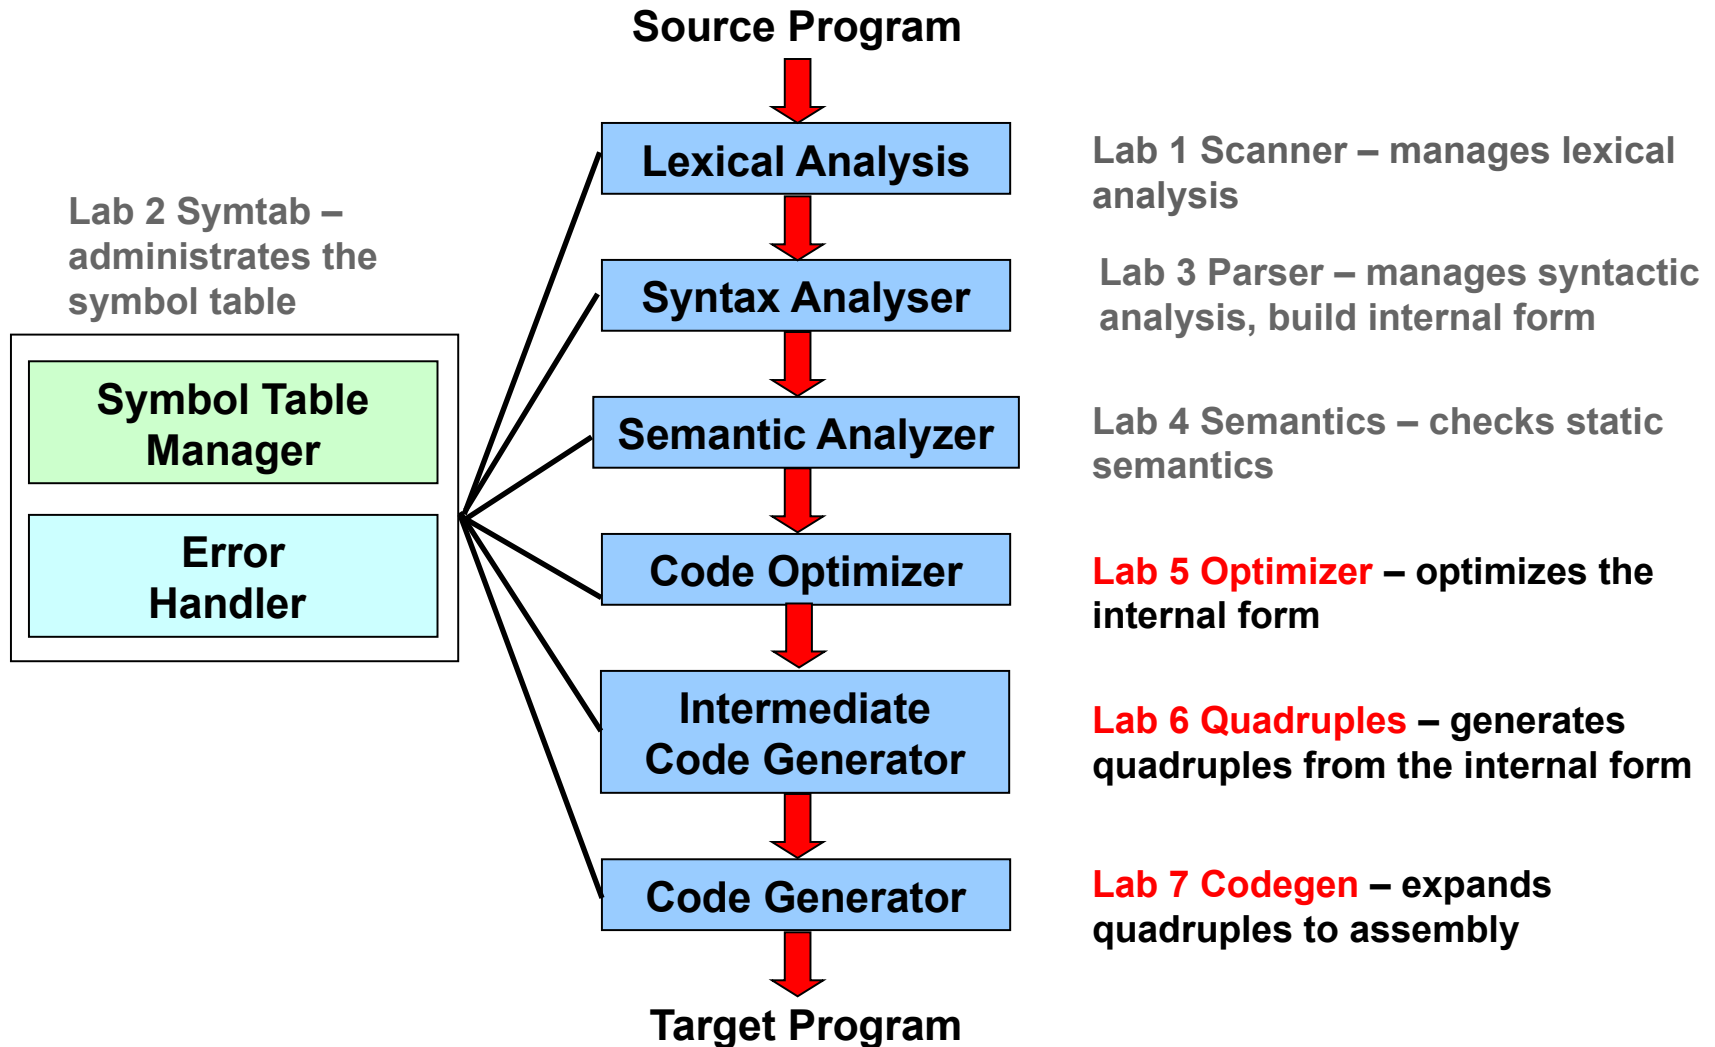 Source Program
Lexical Analysis
Lab 1 Scanner – manages lexical
analysis
Lab 2 Symtab –
administrates the
symbol table
Syntax Analyser
Lab 3 Parser – manages syntactic
analysis, build internal form
Symbol Table
Manager
Semantic Analyzer
Lab 4 Semantics – checks static
semantics
Error
Handler
Code Optimizer
Lab 5 Optimizer – optimizes the
internal form
Intermediate
Code Generator
Lab 6 Quadruples – generates
quadruples from the internal form
Code Generator
Lab 7 Codegen – expands
quadruples to assembly
Target Program